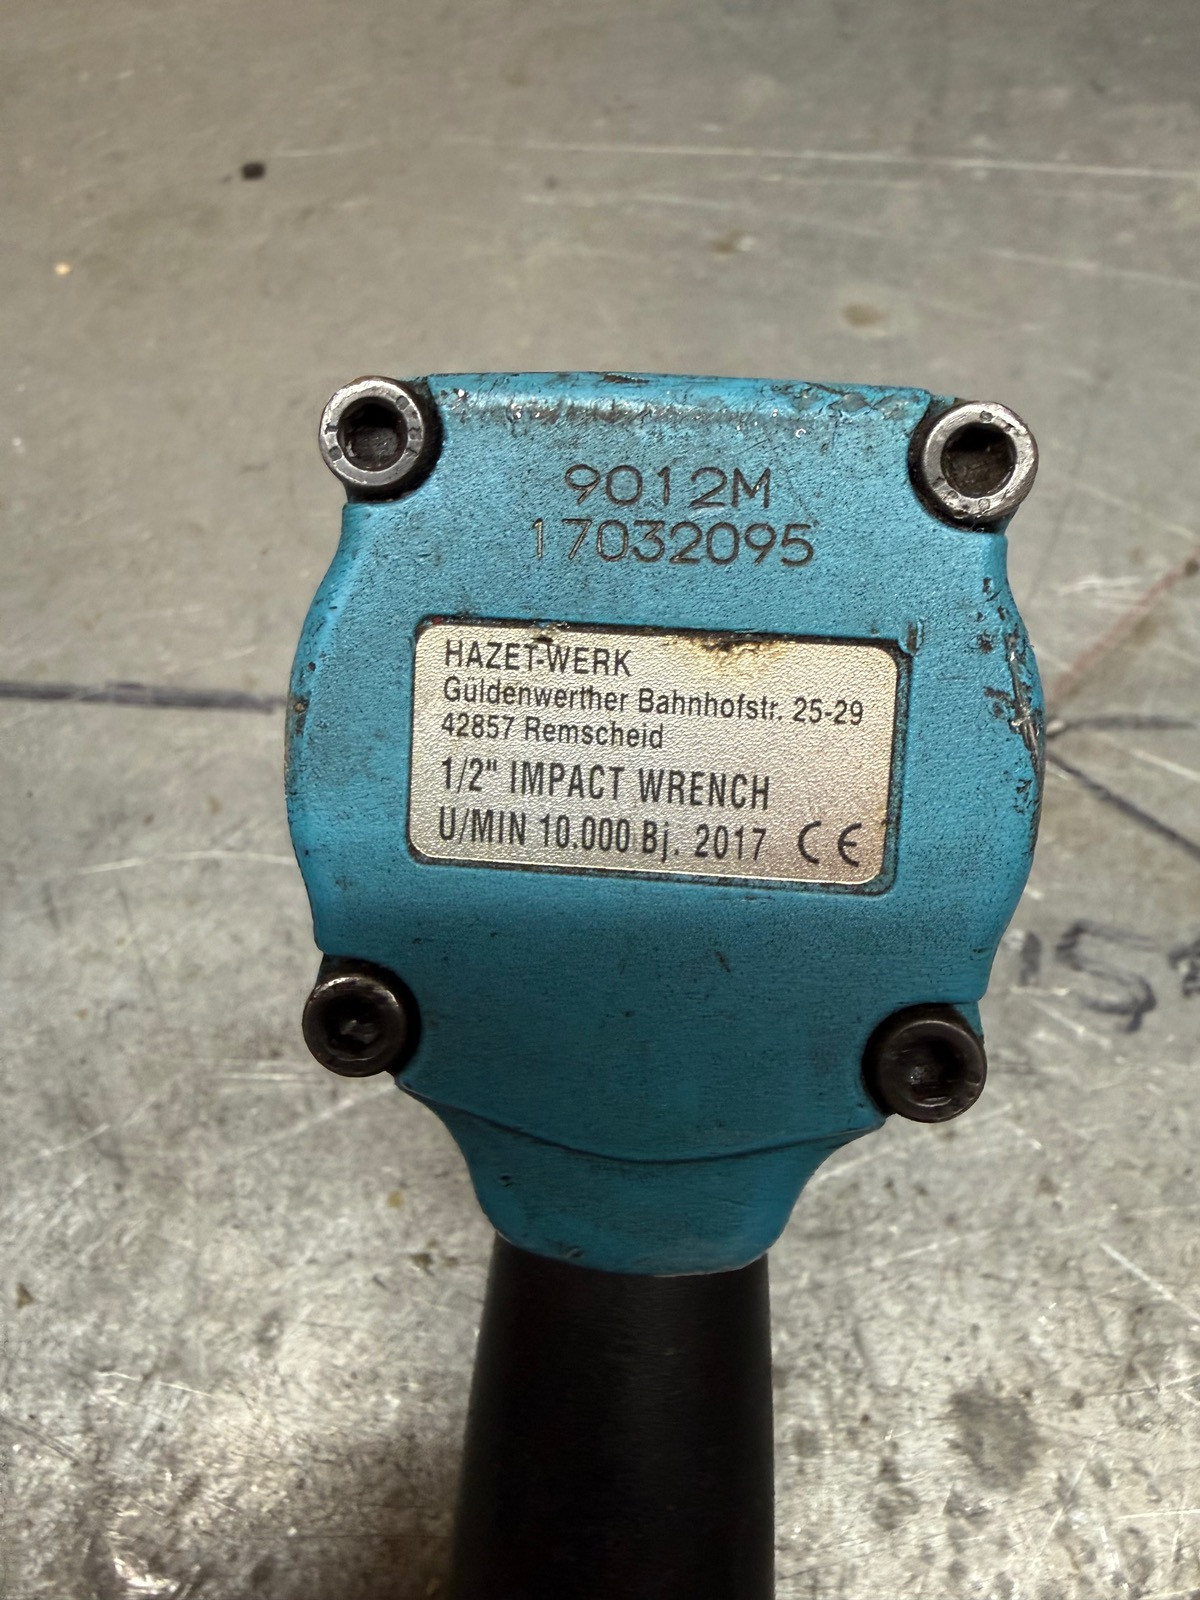 9012M
17032095
HAZET-WERK
Güldenwerther Bahnhofstr. 25-29
42857 Remscheid
1/2" IMPACT WRENCH
U/MIN 10.000 Bj. 2017 CE
15